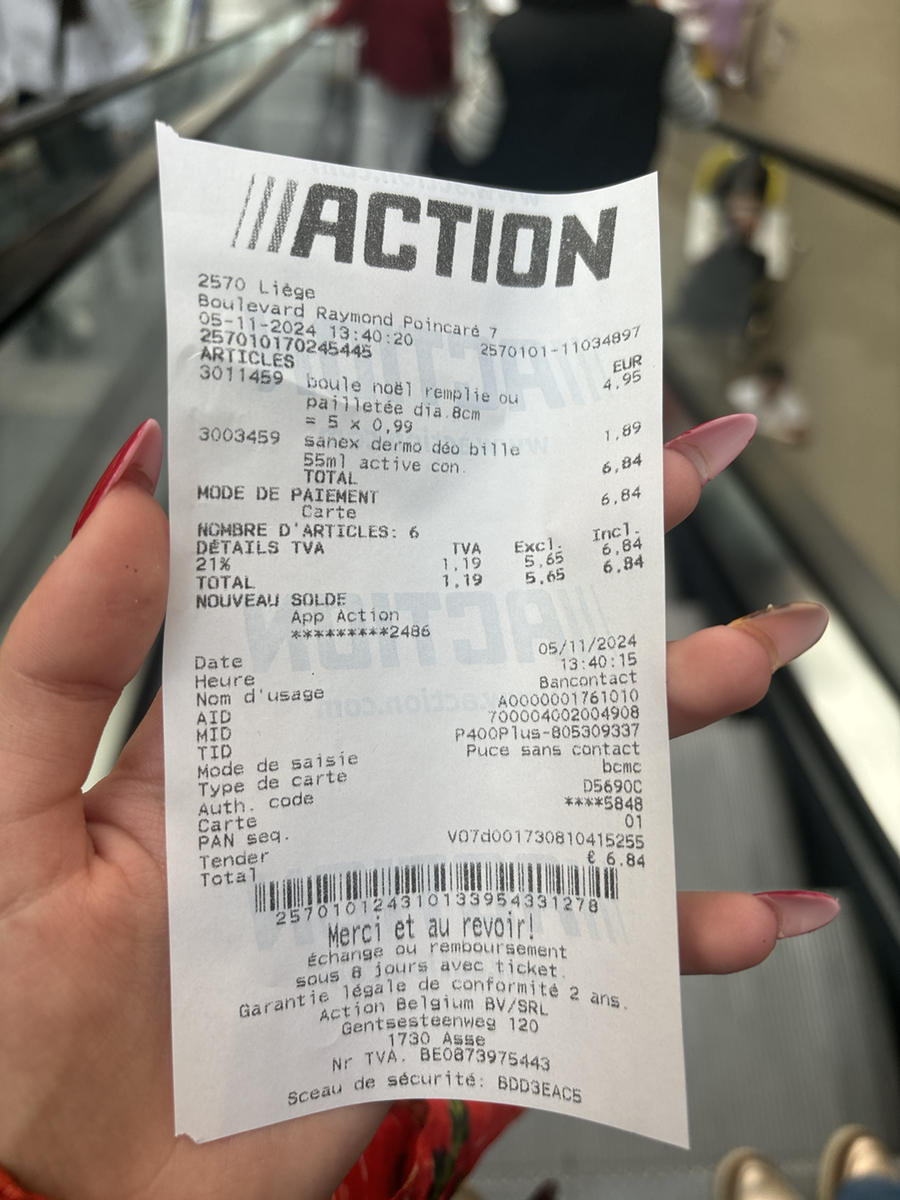 ACTION
2570 Liège
Boulevard Raymond Poincaré 7
05-11-2024 13:40:20 2570101-11034897
257010170245445
ARTICLES EUR
3011459 boule noël remplie ou 4,95
pailletée dia.8cm
= 5 x 0,99
3003459 sanex dermo déo bille 1,89
55ml active con.
TOTAL 6,84
MODE DE PAIEMENT
Carte 6,84
NOMBRE D'ARTICLES: 6
DÉTAILS TVA TVA Excl. Incl.
21% 1,19 5,65 6,84
TOTAL 1,19 5,65 6,84
NOUVEAU SOLDE
App Action
*********2486
Date 05/11/2024
Heure 13:40:15
Nom d'usage Bancontact
AID A0000001761010
MID 700004002004908
TID P400Plus-805309337
Mode de saisie Puce sans contact
Type de carte bcmc
Auth. code D5690C
Carte ****5848
PAN seq. 01
Tender V07d001730810415255
Total € 6.84
257010124310133954331278
Merci et au revoir!
échange ou remboursement
sous 8 jours avec ticket.
Garantie légale de conformité 2 ans.
Action Belgium BV/SRL
Gentsesteenweg 120
1730 Asse
Nr TVA. BE0873975443
Sceau de sécurité: BDD3EAC5